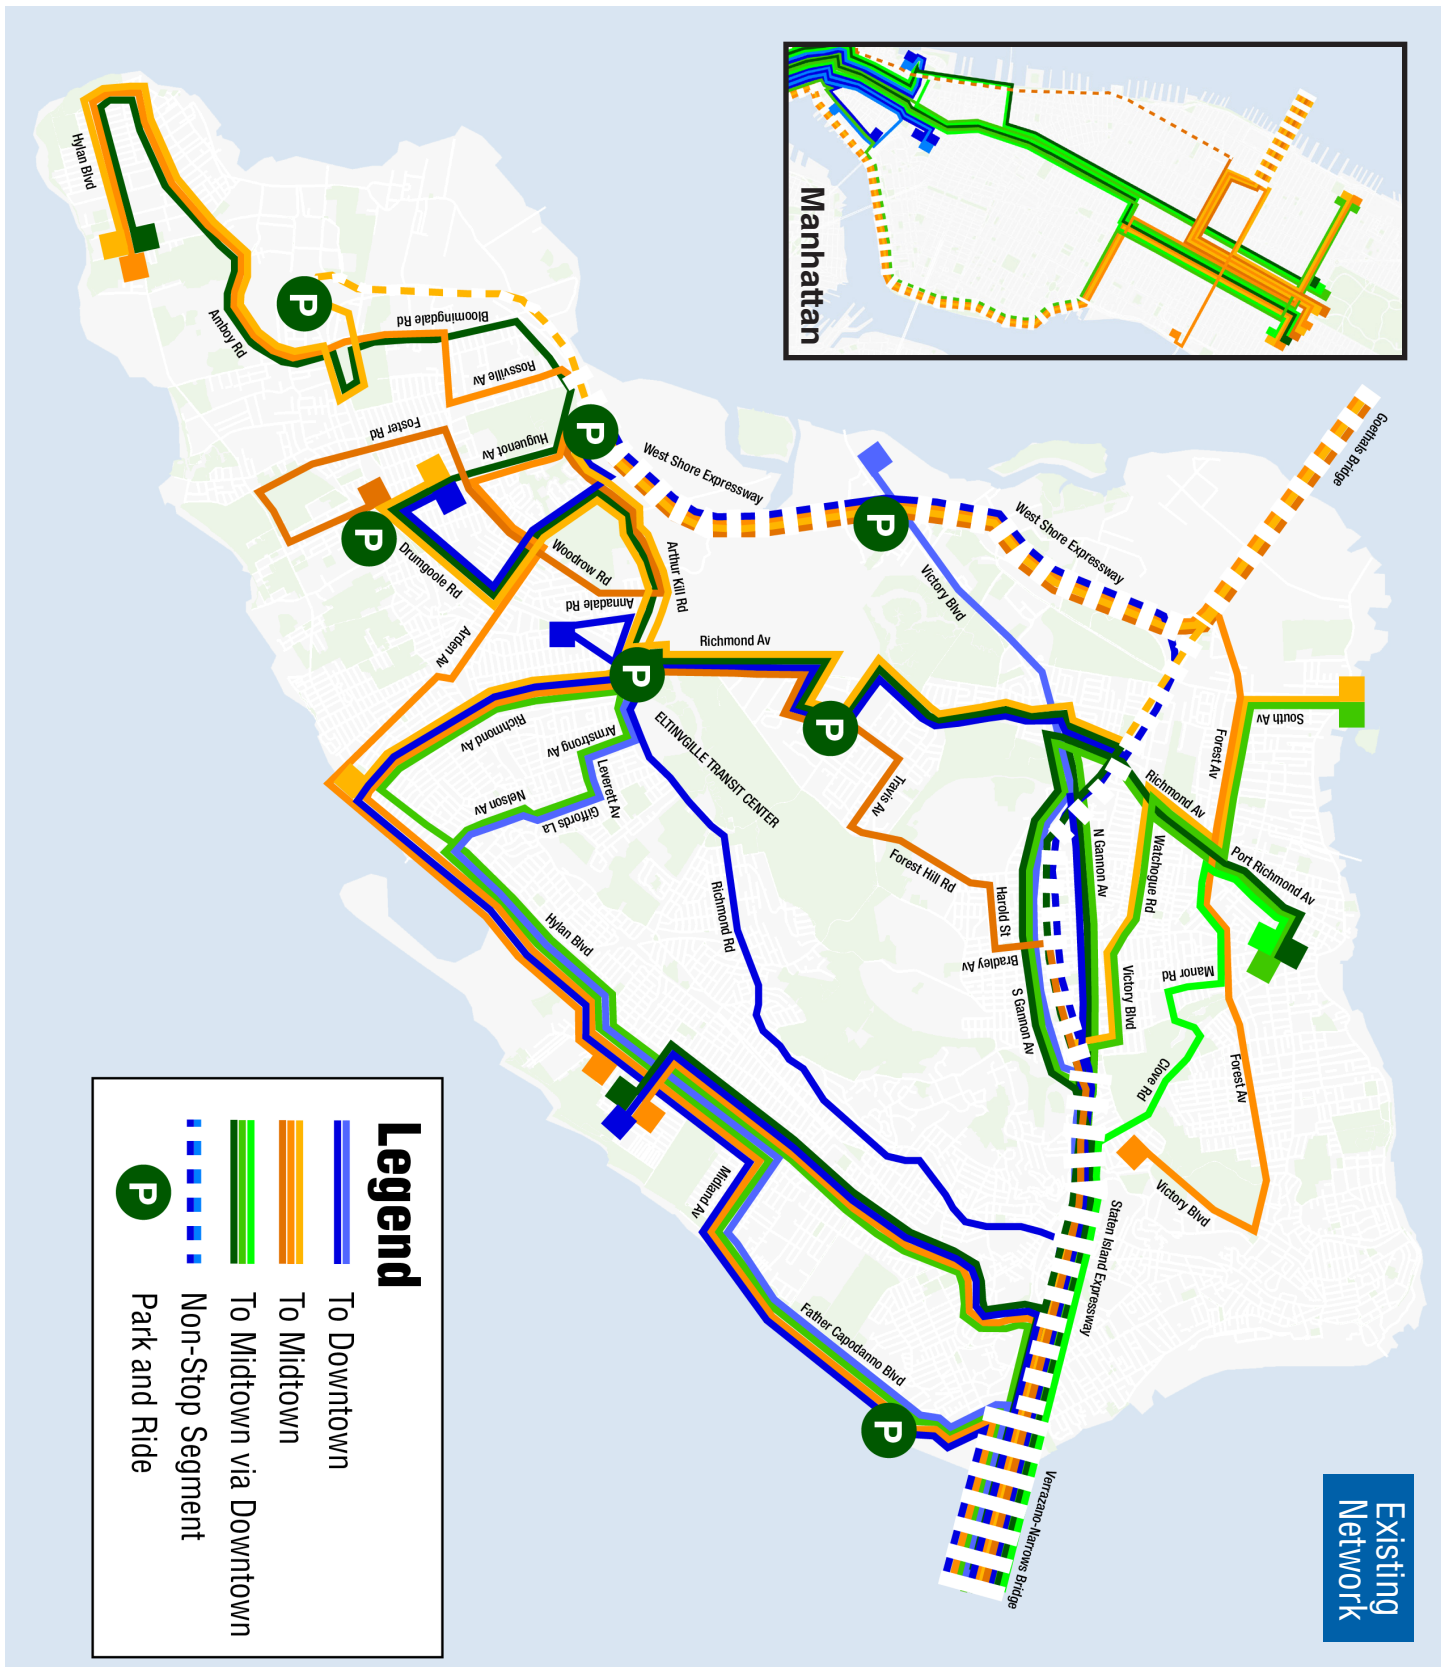 Existing
Network
Manhattan
Goethals Bridge
West Shore Expressway
West Shore Expressway
Victory Blvd
South Av
Forest Av
Richmond Av
Port Richmond Av
Watchogue Rd
N Gannon Av
Victory Blvd
Manor Rd
Forest Av
Clove Rd
Victory Blvd
Staten Island Expressway
Verrazano-Narrows Bridge
S Gannon Av
Bradley Av
Harold St
Forest Hill Rd
Travis Av
P
Richmond Av
P
Arthur Kill Rd
P
ELTINVGILLE TRANSIT CENTER
Richmond Rd
Armstrong Av
Leverett Av
Giffords La
Nelson Av
Richmond Av
Hylan Blvd
Midland Av
Father Capodanno Blvd
P
Annadale Rd
Woodrow Rd
Arden Av
Drumgoole Rd
P
Huguenot Av
Foster Rd
P
Rossville Av
Bloomingdale Rd
P
Amboy Rd
Hylan Blvd
Legend
To Downtown
To Midtown
To Midtown via Downtown
Non-Stop Segment
P
Park and Ride